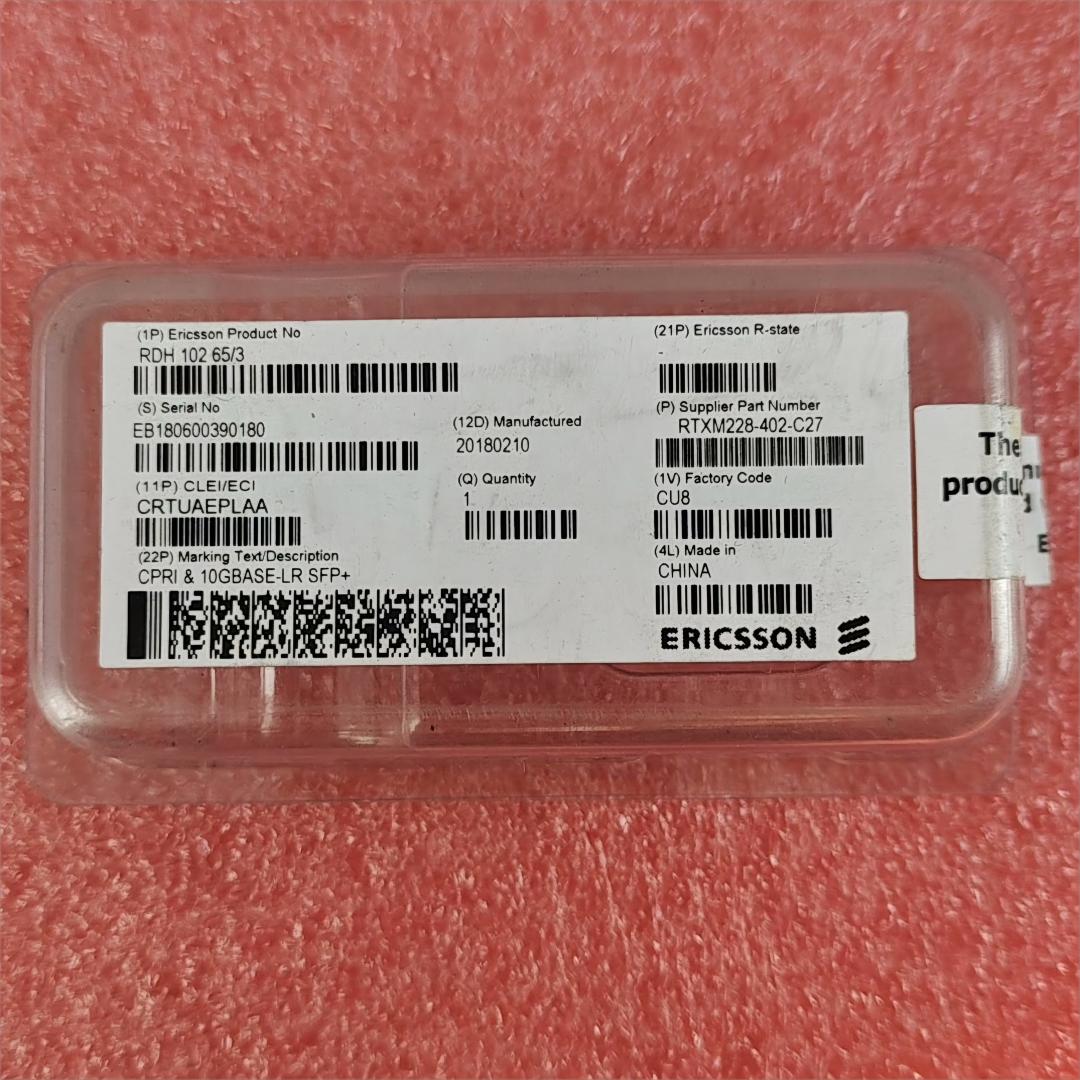 (1P) Ericsson Product No
RDH 102 65/3
(S) Serial No
EB180600390180
(11P) CLEI/ECI
CRTUAEPLAA
(22P) Marking Text/Description
CPRI & 10GBASE-LR SFP+
(12D) Manufactured
20180210
(Q) Quantity
1
(21P) Ericsson R-state
(P) Supplier Part Number
RTXM228-402-C27
(1V) Factory Code
CU8
(4L) Made in
CHINA
ERICSSON
The